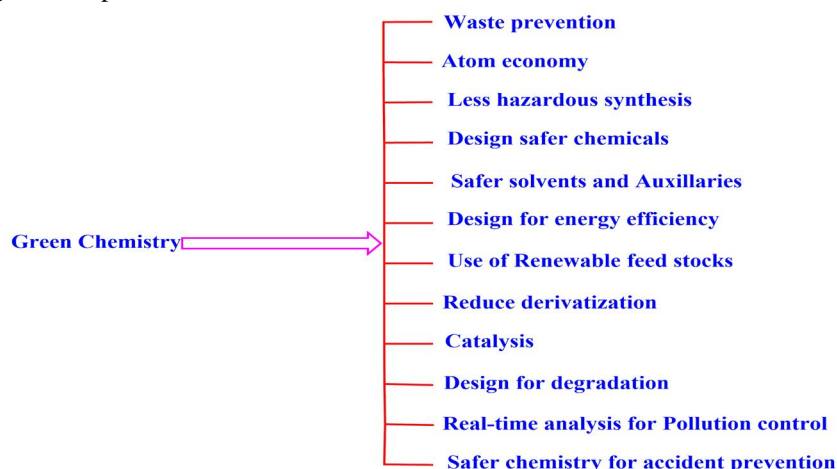 Waste prevention
Atom economy
Less hazardous synthesis
Design safer chemicals
Safer solvents and Auxillaries
Design for energy efficiency
Green Chemistry
Use of Renewable feed stocks
Reduce derivatization
Catalysis
Design for degradation
Real-time analysis for Pollution control
Safer chemistry for accident prevention